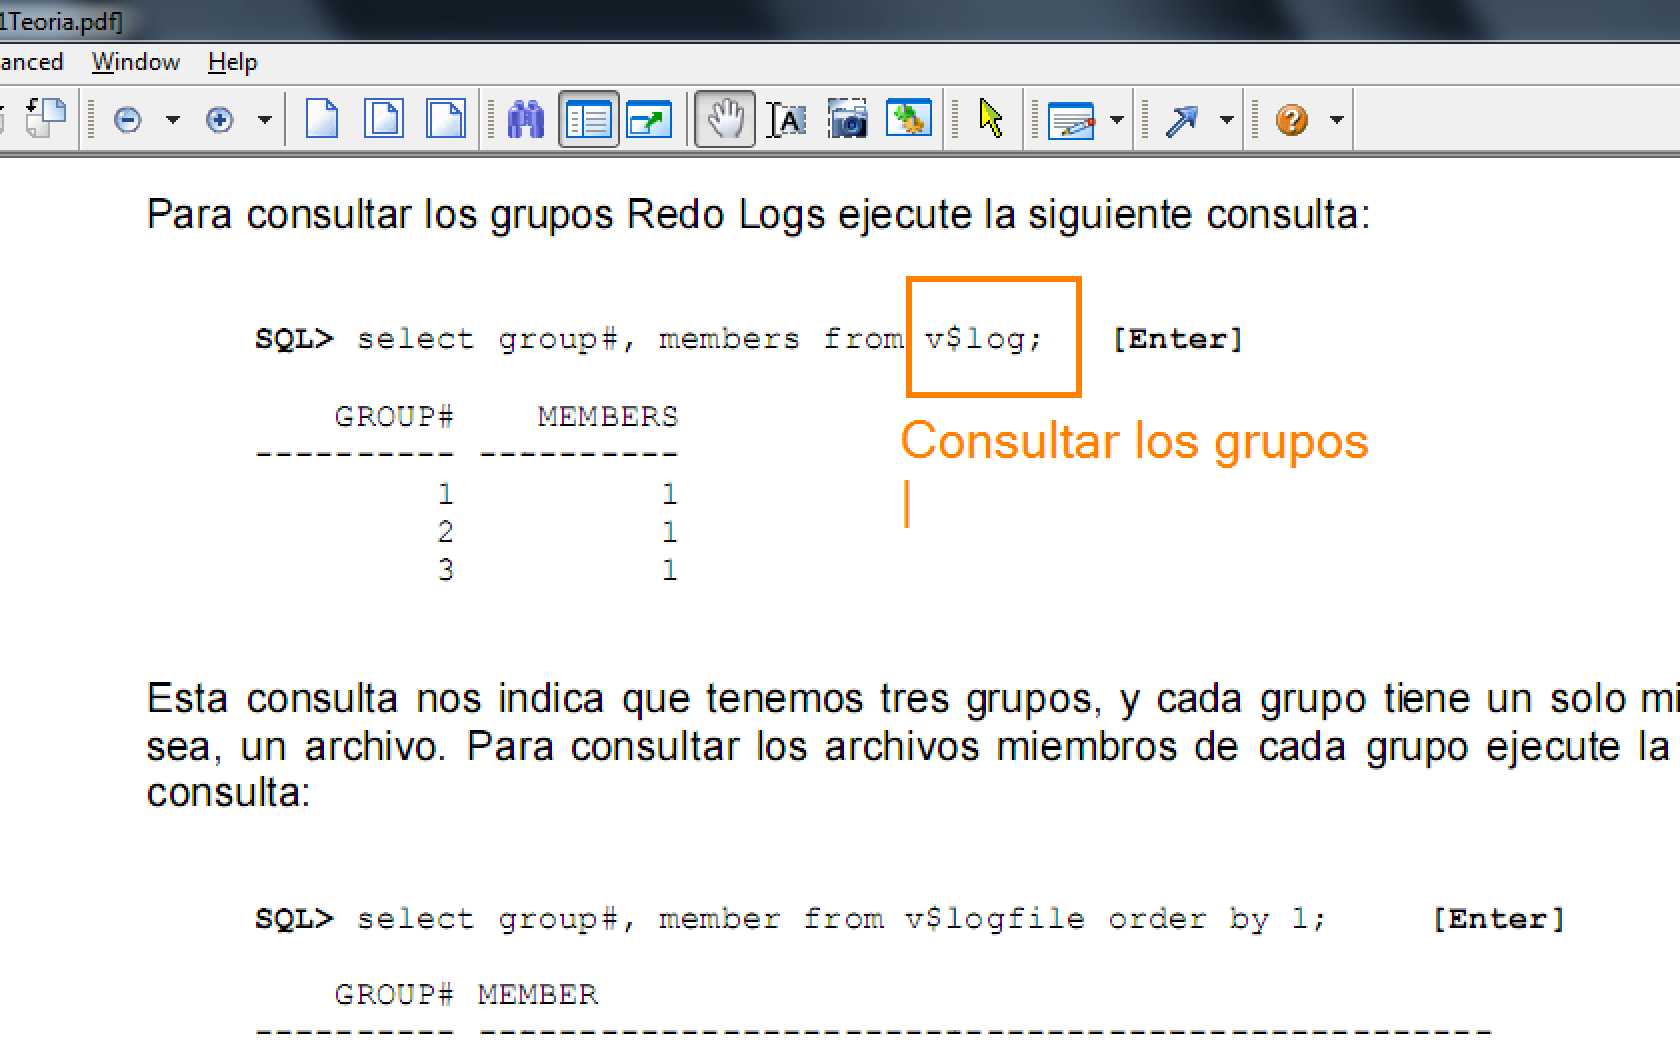 1Teoria.pdf]
anced Window Help
Para consultar los grupos Redo Logs ejecute la siguiente consulta:
SQL> select group#, members from v$log; [Enter]
GROUP# MEMBERS
---------- ----------
1 1
2 1
3 1
Consultar los grupos
Esta consulta nos indica que tenemos tres grupos, y cada grupo tiene un solo mi
sea, un archivo. Para consultar los archivos miembros de cada grupo ejecute la
consulta:
SQL> select group#, member from v$logfile order by 1; [Enter]
GROUP# MEMBER
---------- ---------------------------------------------------